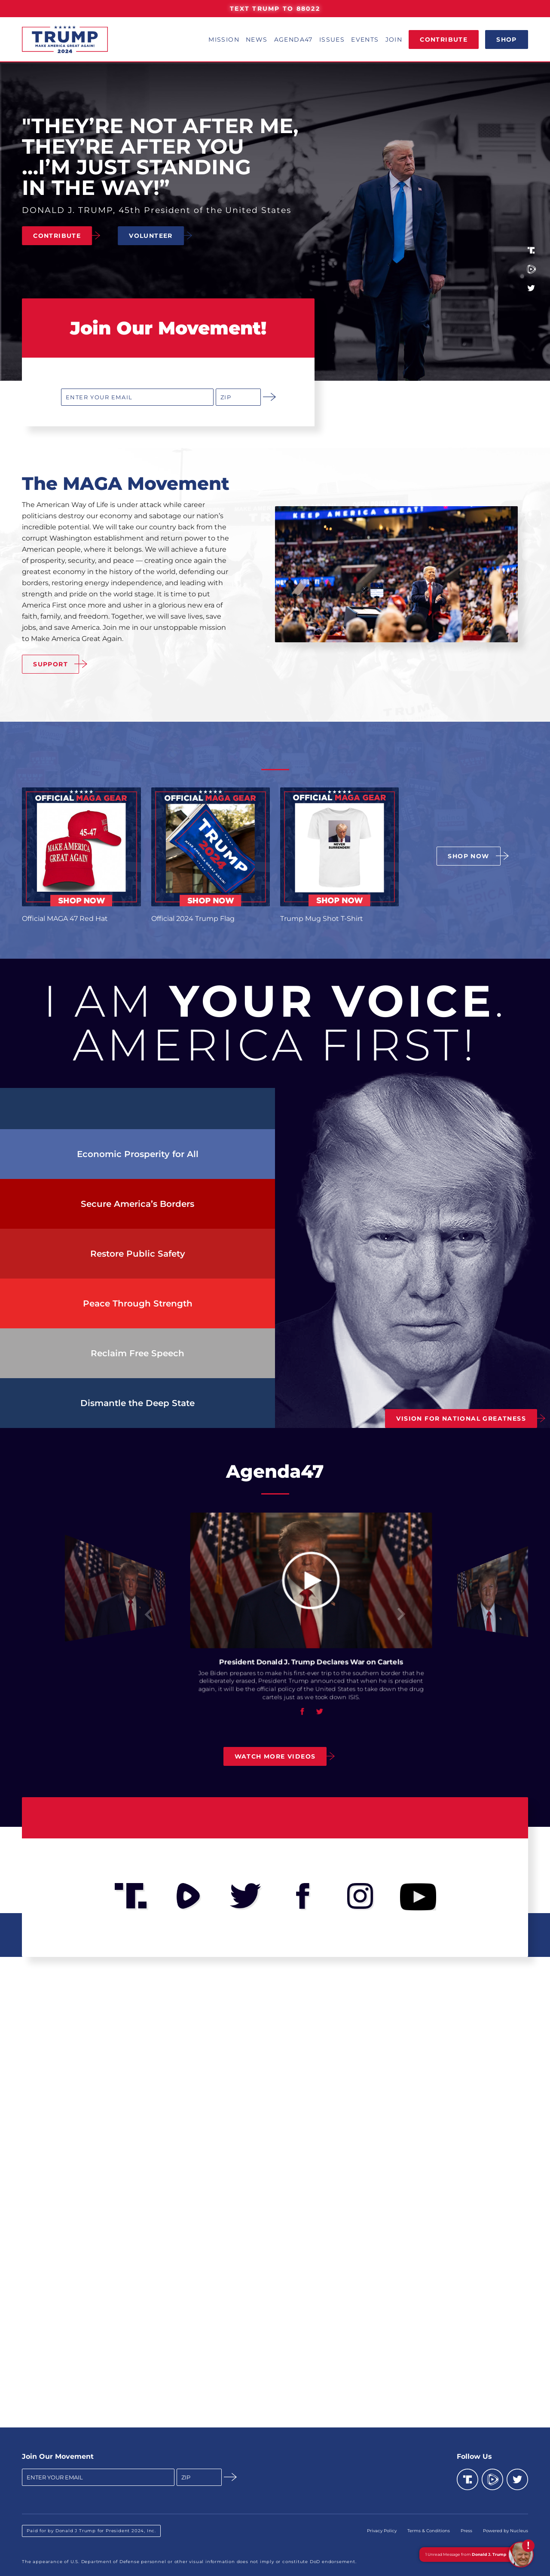 TEXT TRUMP TO 88022
TRUMP
MAKE AMERICA GREAT AGAIN!
2024
MISSION NEWS AGENDA47 ISSUES EVENTS JOIN CONTRIBUTE SHOP
"THEY’RE NOT AFTER ME,
THEY’RE AFTER YOU
...I’M JUST STANDING
IN THE WAY!”
DONALD J. TRUMP, 45th President of the United States
CONTRIBUTE VOLUNTEER
Join Our Movement!
ENTER YOUR EMAIL ZIP
The MAGA Movement
The American Way of Life is under attack while career
politicians destroy our economy and sabotage our nation’s
incredible potential. We will take our country back from the
corrupt Washington establishment and return power to the
American people, where it belongs. We will achieve a future
of prosperity, security, and peace — creating once again the
greatest economy in the history of the world, defending our
borders, restoring energy independence, and leading with
strength and pride on the world stage. It is time to put
America First once more and usher in a glorious new era of
faith, family, and freedom. Together, we will save lives, save
jobs, and save America. Join me in our unstoppable mission
to Make America Great Again.
KEEP AMERICA GREAT!
SUPPORT
TRUMP
OFFICIAL MAGA GEAR
45-47
MAKE AMERICA
GREAT AGAIN
SHOP NOW
Official MAGA 47 Red Hat
OFFICIAL MAGA GEAR
TRUMP
2024
SHOP NOW
Official 2024 Trump Flag
OFFICIAL MAGA GEAR
NEVER
SURRENDER!
SHOP NOW
Trump Mug Shot T-Shirt
SHOP NOW
I AM YOUR VOICE.
AMERICA FIRST!
Economic Prosperity for All
Secure America’s Borders
Restore Public Safety
Peace Through Strength
Reclaim Free Speech
Dismantle the Deep State
VISION FOR NATIONAL GREATNESS
Agenda47
President Donald J. Trump Declares War on Cartels
Joe Biden prepares to make his first-ever trip to the southern border that he
deliberately erased, President Trump announced that when he is president
again, it will be the official policy of the United States to take down the drug
cartels just as we took down ISIS.
WATCH MORE VIDEOS
Join Our Movement
ENTER YOUR EMAIL ZIP
Follow Us
Paid for by Donald J Trump for President 2024, Inc.
Privacy Policy Terms & Conditions Press Powered by Nucleus
1 Unread Message from Donald J. Trump
!
The appearance of U.S. Department of Defense personnel or other visual information does not imply or constitute DoD endorsement.